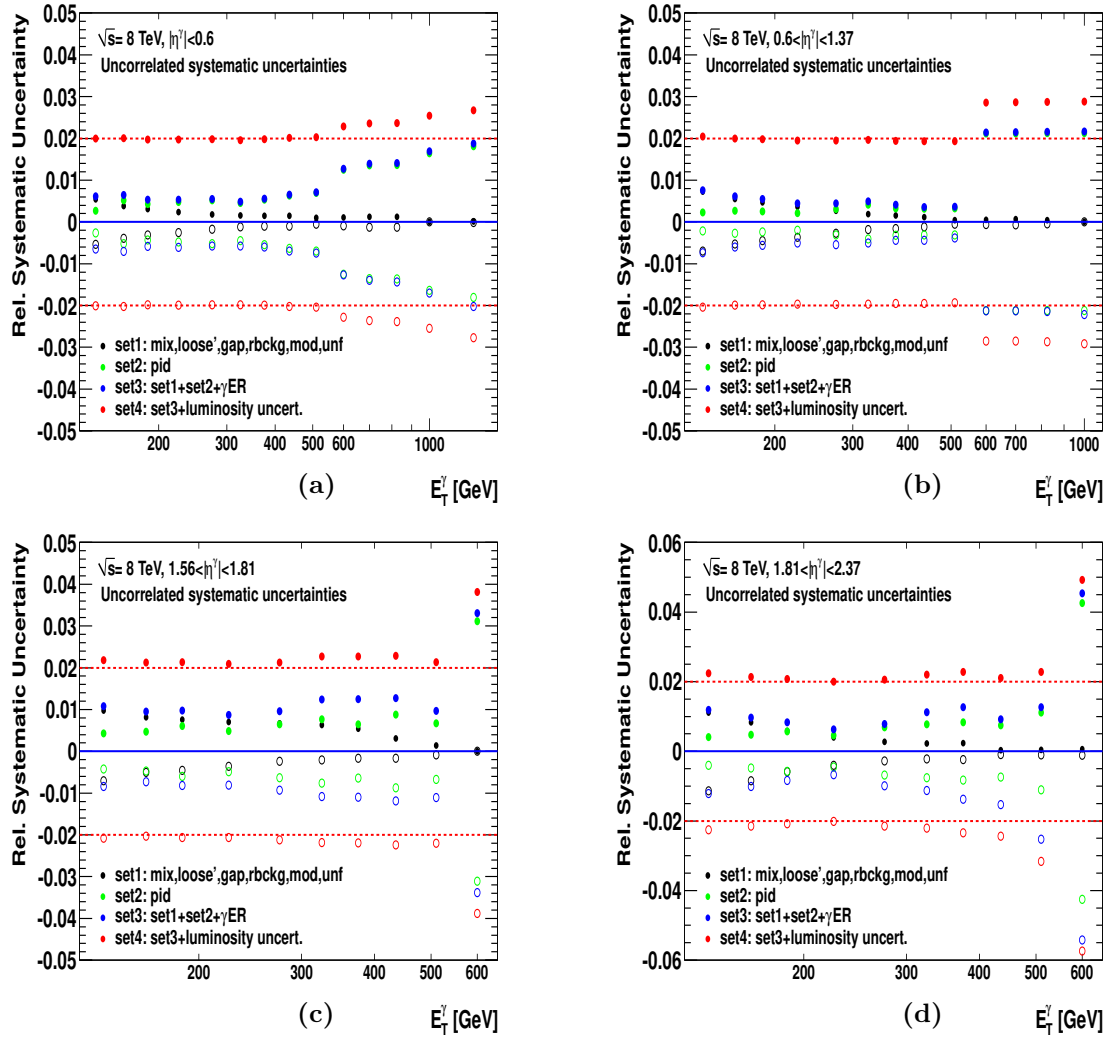 Rel. Systematic Uncertainty
0.05
0.04
0.03
0.02
0.01
0
-0.01
-0.02
-0.03
-0.04
-0.05
√s= 8 TeV, |η^γ|<0.6
Uncorrelated systematic uncertainties
set1: mix,loose',gap,rbckg,mod,unf
set2: pid
set3: set1+set2+γER
set4: set3+luminosity uncert.
200 300 400 500 600 1000
E_T^γ [GeV]
(a)
Rel. Systematic Uncertainty
0.05
0.04
0.03
0.02
0.01
0
-0.01
-0.02
-0.03
-0.04
-0.05
√s= 8 TeV, 0.6<|η^γ|<1.37
Uncorrelated systematic uncertainties
set1: mix,loose',gap,rbckg,mod,unf
set2: pid
set3: set1+set2+γER
set4: set3+luminosity uncert.
200 300 400 500 600 700 1000
E_T^γ [GeV]
(b)
Rel. Systematic Uncertainty
0.05
0.04
0.03
0.02
0.01
0
-0.01
-0.02
-0.03
-0.04
-0.05
√s= 8 TeV, 1.56<|η^γ|<1.81
Uncorrelated systematic uncertainties
set1: mix,loose',gap,rbckg,mod,unf
set2: pid
set3: set1+set2+γER
set4: set3+luminosity uncert.
200 300 400 500 600
E_T^γ [GeV]
(c)
Rel. Systematic Uncertainty
0.06
0.04
0.02
0
-0.02
-0.04
-0.06
√s= 8 TeV, 1.81<|η^γ|<2.37
Uncorrelated systematic uncertainties
set1: mix,loose',gap,rbckg,mod,unf
set2: pid
set3: set1+set2+γER
set4: set3+luminosity uncert.
200 300 400 500 600
E_T^γ [GeV]
(d)